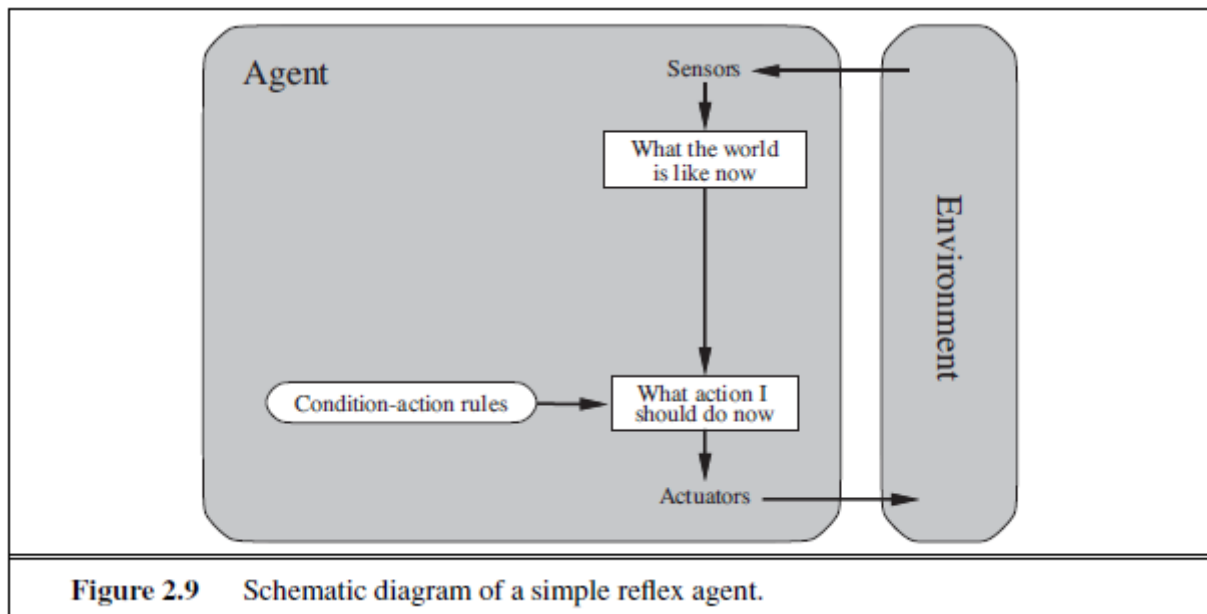 Agent
Sensors
What the world
is like now
Environment
Condition-action rules
What action I
should do now
Actuators
Figure 2.9 Schematic diagram of a simple reflex agent.